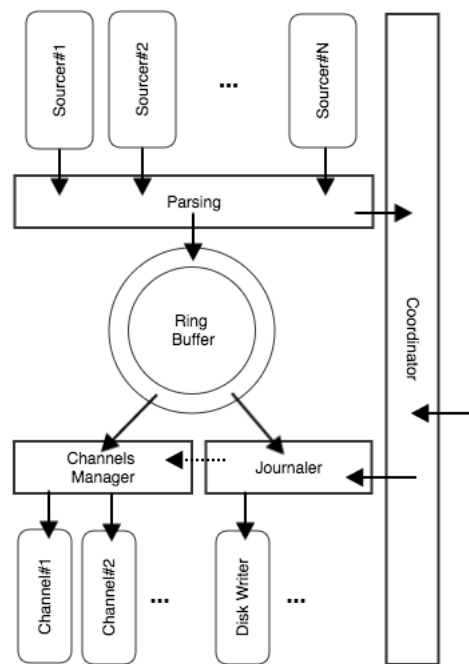 Sourcer#1
Sourcer#2
...
Sourcer#N
Parsing
Ring
Buffer
Coordinator
Channels
Manager
Journaler
Channel#1
Channel#2
...
Disk Writer
...